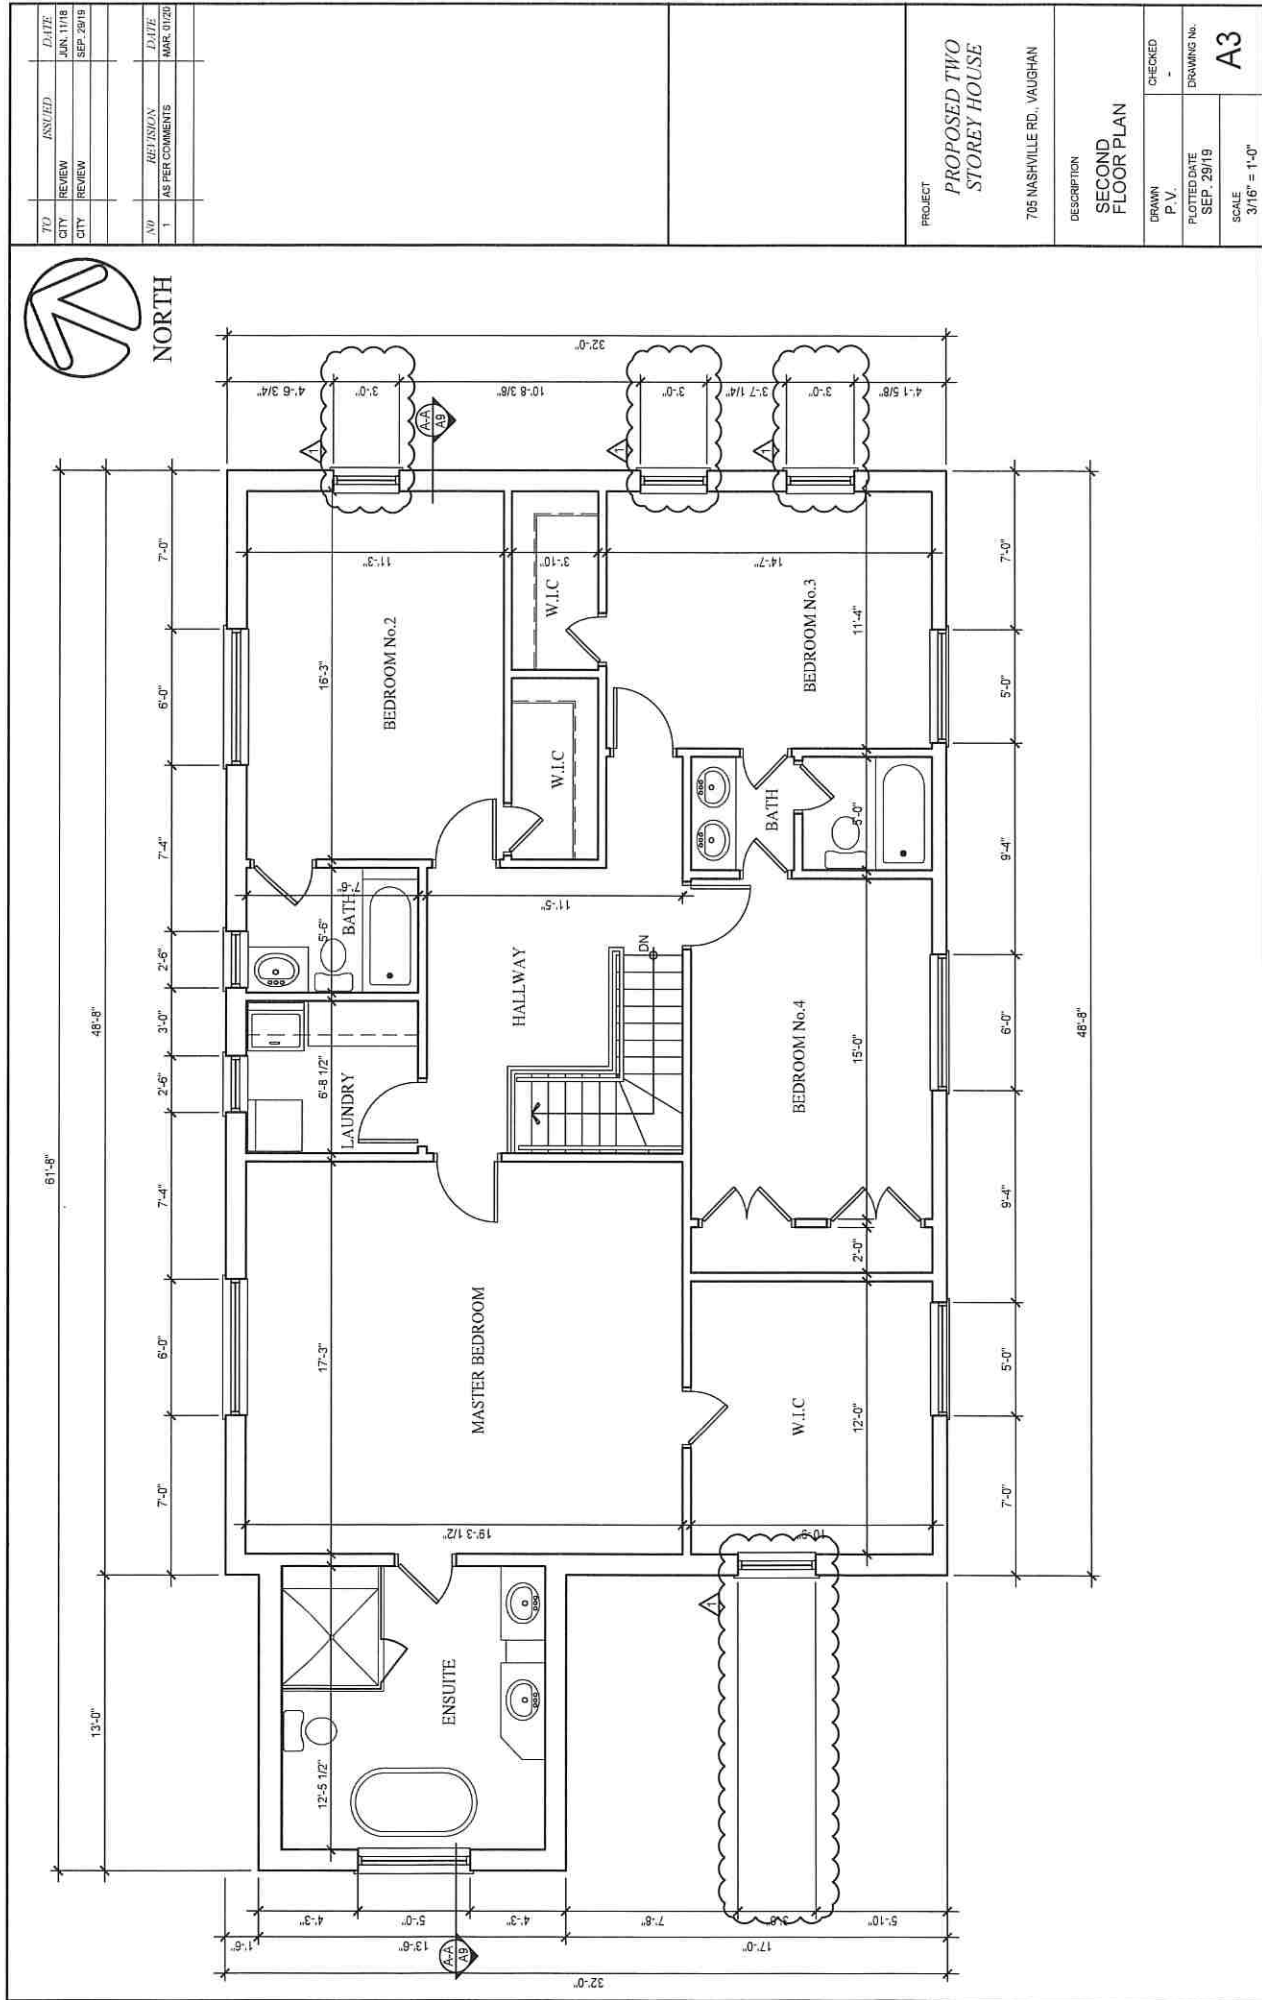 TO ISSUED DATE
CITY REVIEW JUN. 11/18
CITY REVIEW SEP. 29/19
NO REVISION DATE
1 AS PER COMMENTS MAR. 01/20
PROJECT
PROPOSED TWO
STOREY HOUSE
705 NASHVILLE RD., VAUGHAN
DESCRIPTION
SECOND
FLOOR PLAN
DRAWN
P.V.
CHECKED
-
PLOTTED DATE
SEP. 29/19
DRAWING No.
A3
SCALE
3/16" = 1'-0"
NORTH
61'-8"
13'-0" 48'-8"
7'-0" 6'-0" 7'-4" 2'-6" 3'-0" 2'-6" 7'-4" 6'-0" 7'-0"
32'-0"
1'-6" 13'-6" 17'-0"
4'-3" 5'-0" 4'-3" 7'-8" 5'-10"
A-A
A9
1
12'-5 1/2"
ENSUITE
17'-3"
MASTER BEDROOM
19'-3 1/2"
6'-8 1/2"
LAUNDRY
5'-6"
BATH
7'-6"
16'-3"
BEDROOM No.2
11'-3"
HALLWAY
11'-5"
DN
W.I.C
W.I.C
3'-10"
W.I.C
12'-0"
10'-9"
2'-0"
BEDROOM No.4
15'-0"
BATH
5'-0"
BEDROOM No.3
11'-4"
14'-7"
4'-6 3/4" 3'-0" 10'-8 3/8" 3'-0" 3'-7 1/4" 3'-0" 4'-1 5/8"
32'-0"
1
1
1
A-A
A9
7'-0" 5'-0" 9'-4" 6'-0" 9'-4" 5'-0" 7'-0"
48'-8"